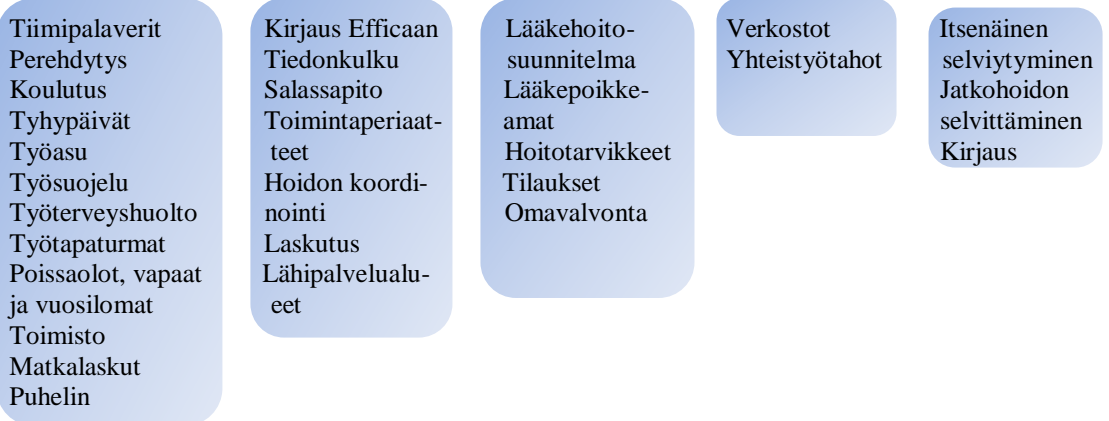 Tiimipalaverit
Perehdytys
Koulutus
Tyhypäivät
Työasu
Työsuojelu
Työterveyshuolto
Työtapaturmat
Poissaolot, vapaat
ja vuosilomat
Toimisto
Matkalaskut
Puhelin
Kirjaus Efficaan
Tiedonkulku
Salassapito
Toimintaperiaat-
teet
Hoidon koordi-
nointi
Laskutus
Lähipalvelualu-
eet
Lääkehoito-
suunnitelma
Lääkepoikke-
amat
Hoitotarvikkeet
Tilaukset
Omavalvonta
Verkostot
Yhteistyötahot
Itsenäinen
selviytyminen
Jatkohoidon
selvittäminen
Kirjaus